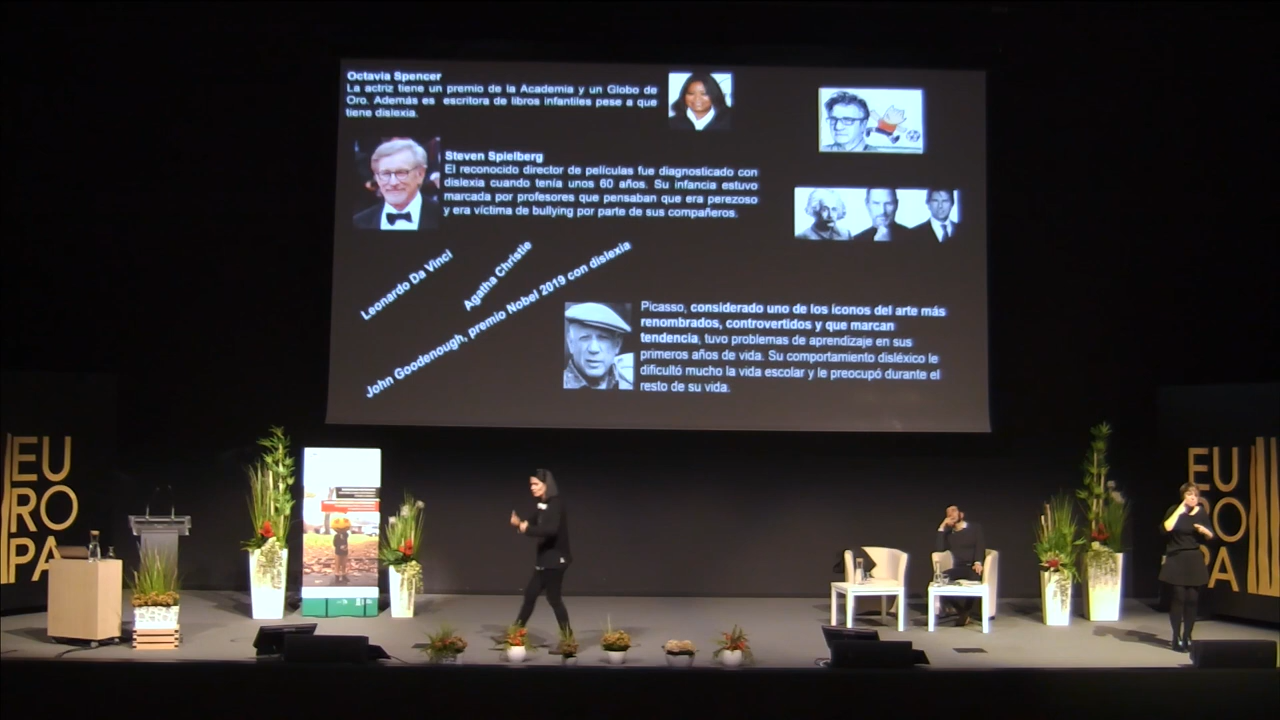 Octavia Spencer
La actriz tiene un premio de la Academia y un Globo de
Oro. Además es escritora de libros infantiles pese a que
tiene dislexia.
Steven Spielberg
El reconocido director de películas fue diagnosticado con
dislexia cuando tenía unos 60 años. Su infancia estuvo
marcada por profesores que pensaban que era perezoso
y era víctima de bullying por parte de sus compañeros.
Leonardo Da Vinci
Agatha Christie
John Goodenough, premio Nobel 2019 con dislexia
Picasso, considerado uno de los íconos del arte más
renombrados, controvertidos y que marcan
tendencia, tuvo problemas de aprendizaje en sus
primeros años de vida. Su comportamiento disléxico le
dificultó mucho la vida escolar y le preocupó durante el
resto de su vida.
EU
RO
PA
EU
RO
PA